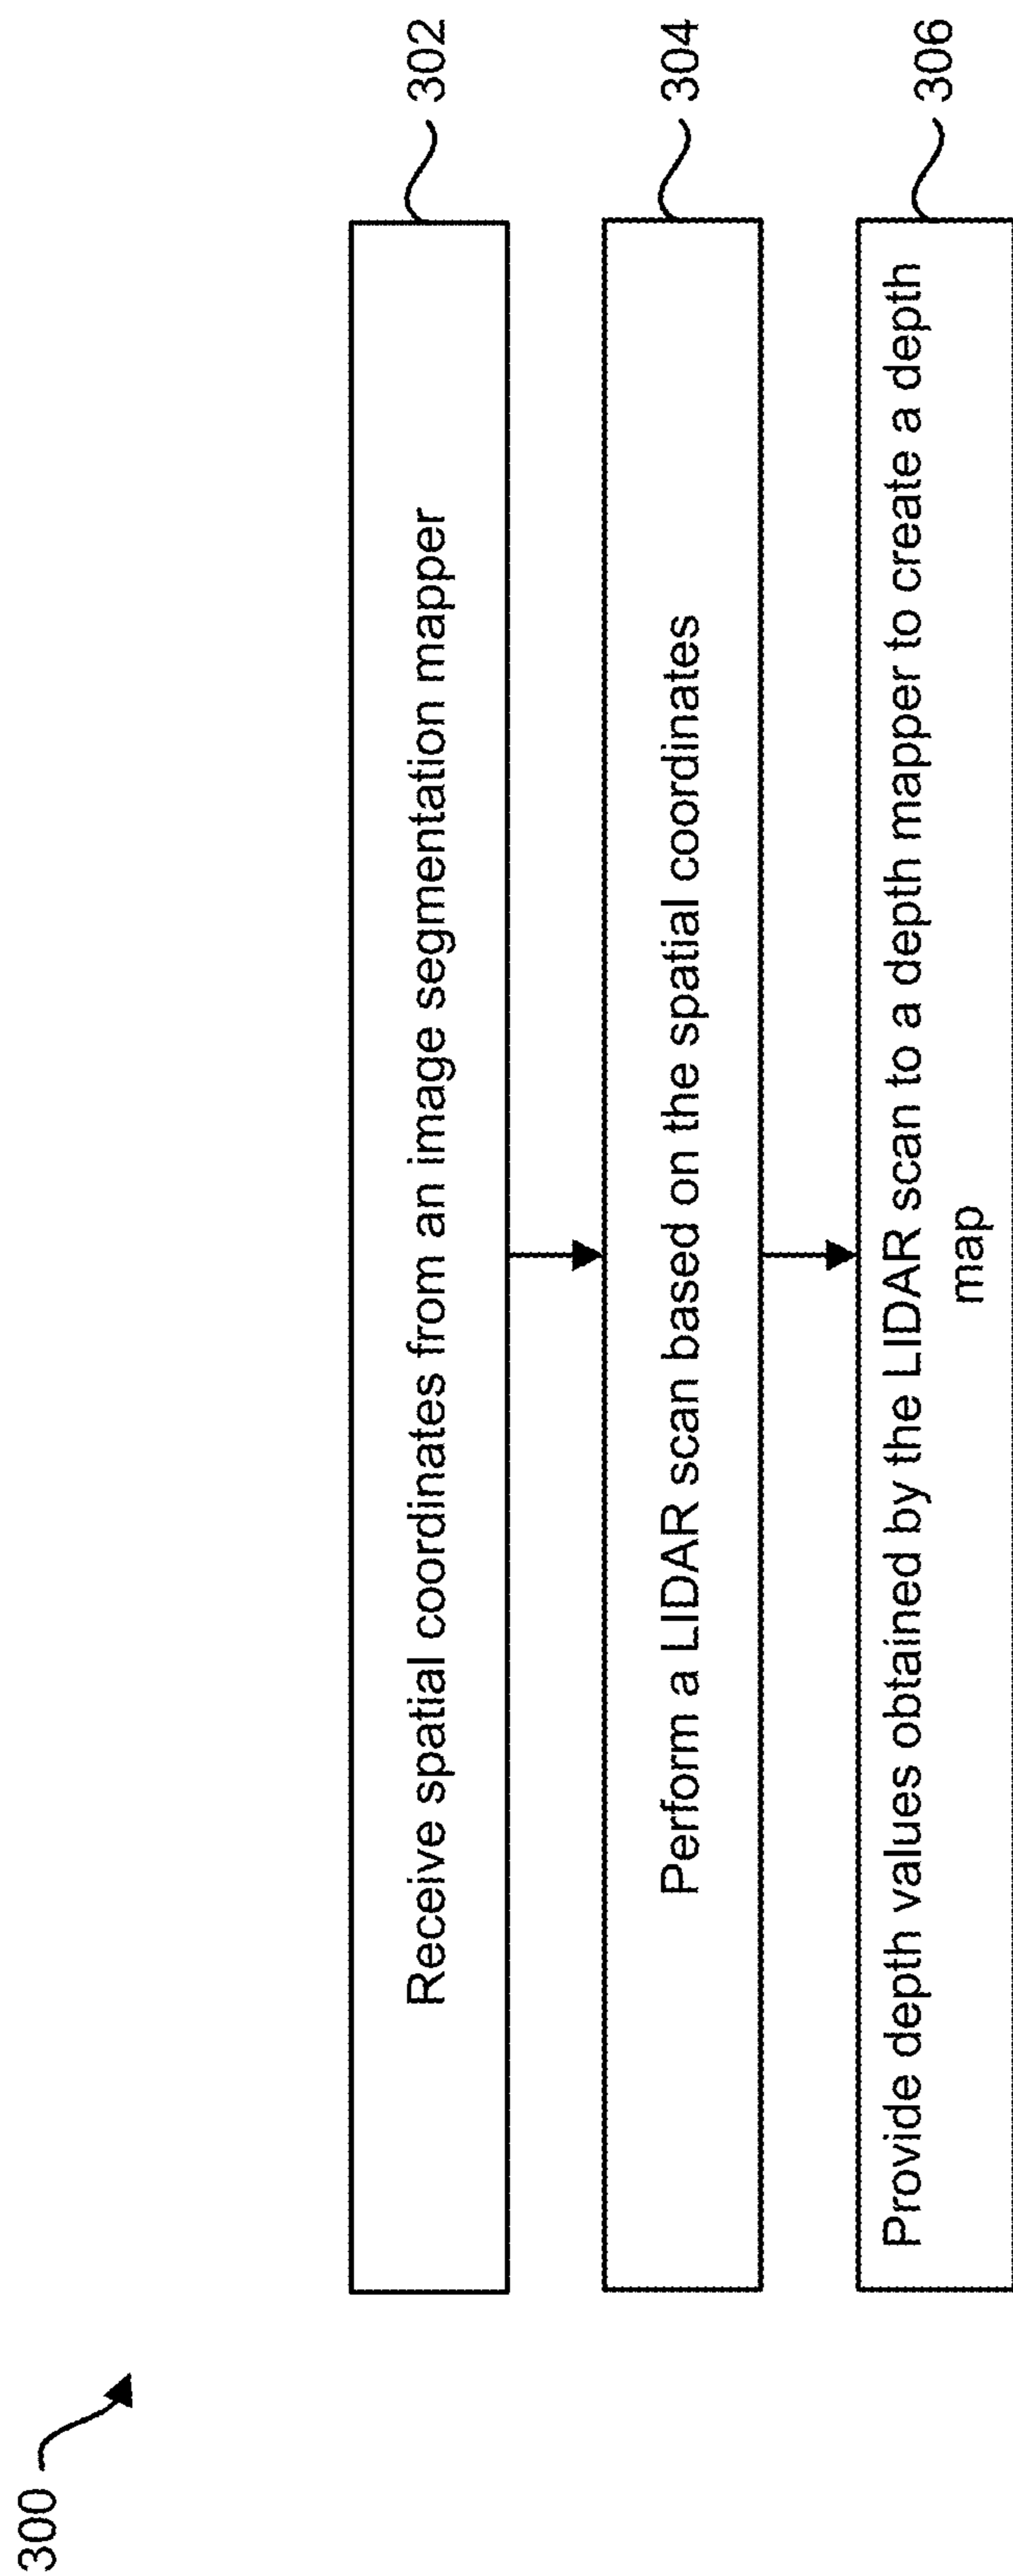 300
Receive spatial coordinates from an image segmentation mapper
302
Perform a LIDAR scan based on the spatial coordinates
304
Provide depth values obtained by the LIDAR scan to a depth mapper to create a depth
map
306